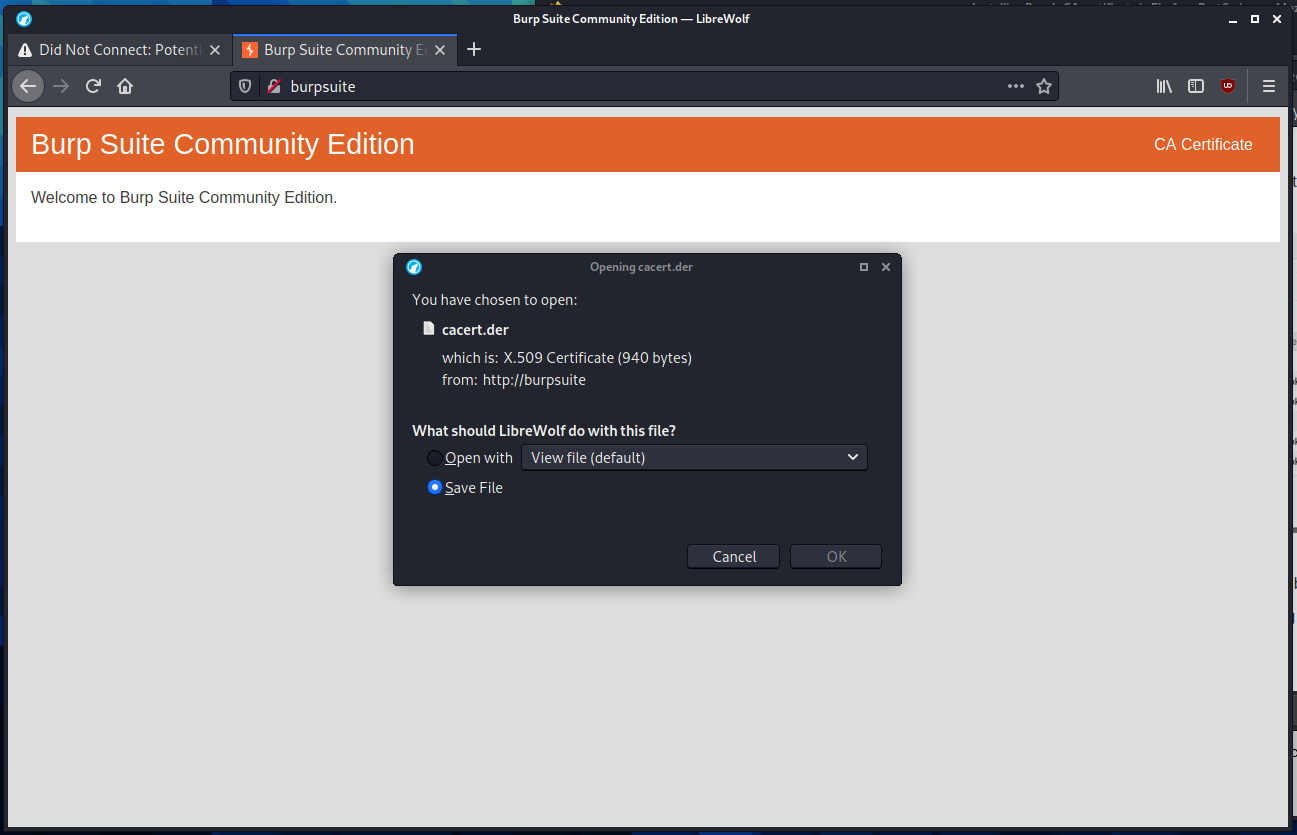 Burp Suite Community Edition — LibreWolf
Did Not Connect: Potenti
Burp Suite Community E
burpsuite
Burp Suite Community Edition
CA Certificate
Welcome to Burp Suite Community Edition.
Opening cacert.der
You have chosen to open:
cacert.der
which is: X.509 Certificate (940 bytes)
from: http://burpsuite
What should LibreWolf do with this file?
Open with
View file (default)
Save File
Cancel
OK